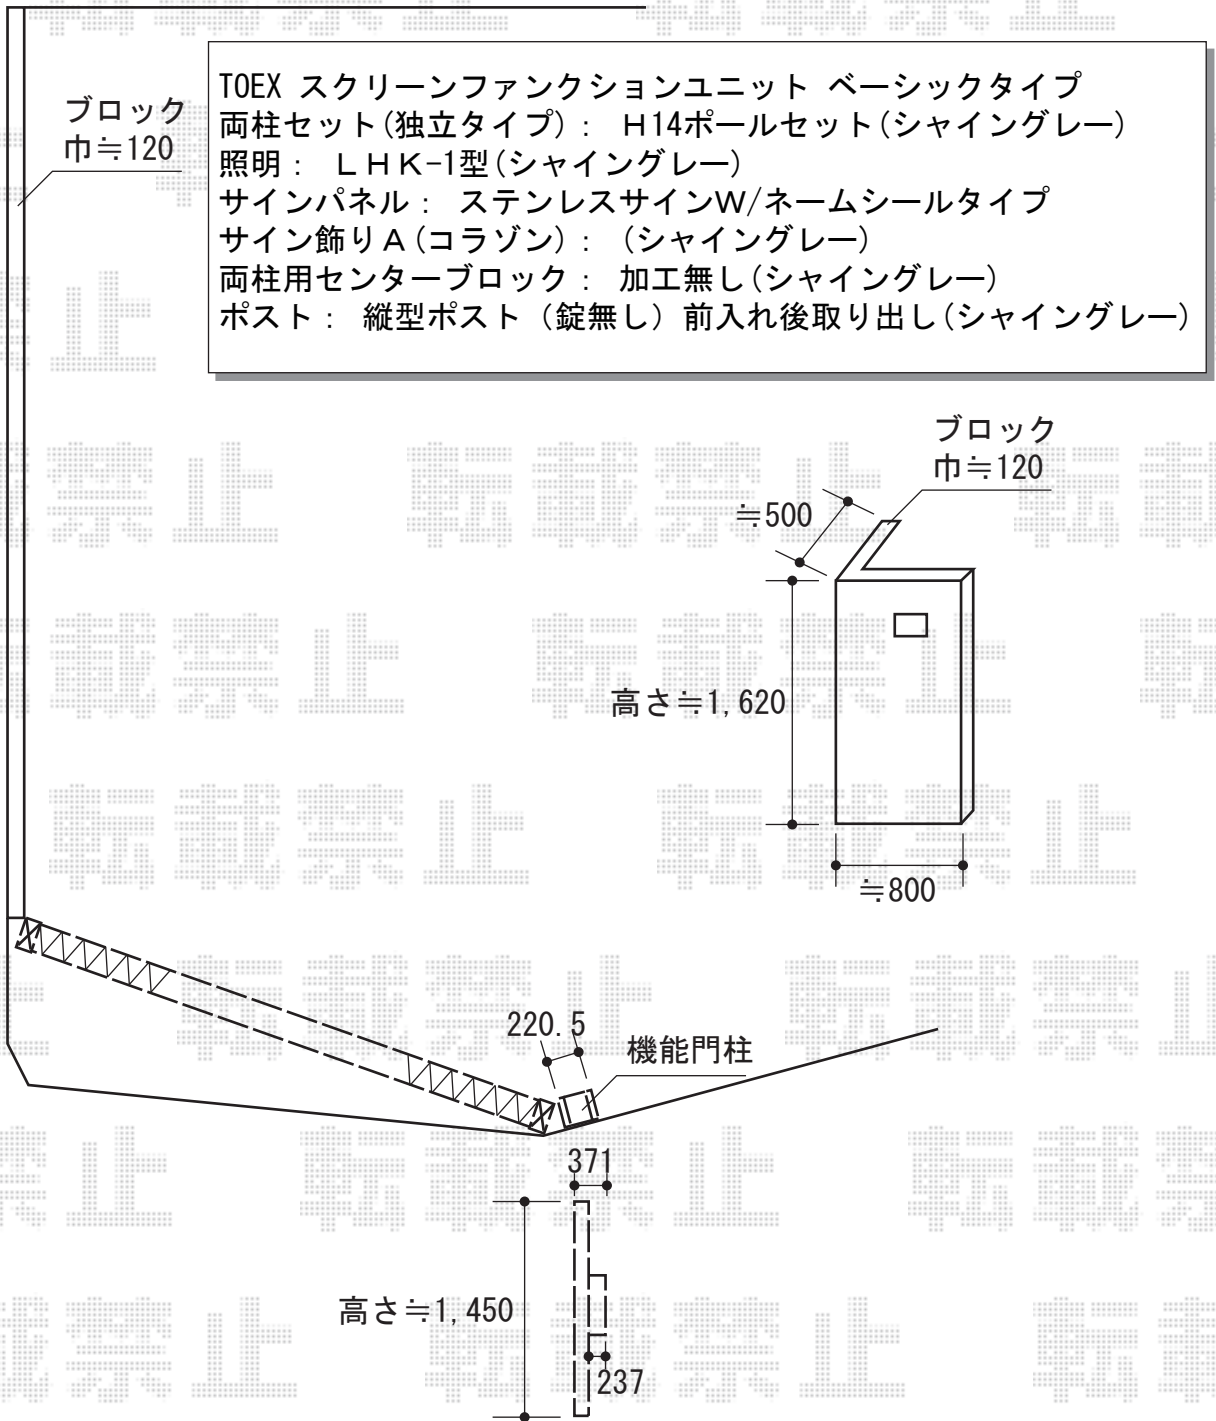 転載禁止
TOEX スクリーンファンクションユニット ベーシックタイプ
両柱セット(独立タイプ)： H14ポールセット(シャイングレー)
照明： ＬＨＫ-1型(シャイングレー)
サインパネル： ステンレスサインW/ネームシールタイプ
サイン飾りＡ(コラゾン)： (シャイングレー)
両柱用センターブロック： 加工無し(シャイングレー)
ポスト： 縦型ポスト（錠無し）前入れ後取り出し(シャイングレー)
ブロック
巾≒120
ブロック
巾≒120
≒500
高さ≒1,620
≒800
220.5
機能門柱
371
高さ≒1,450
237